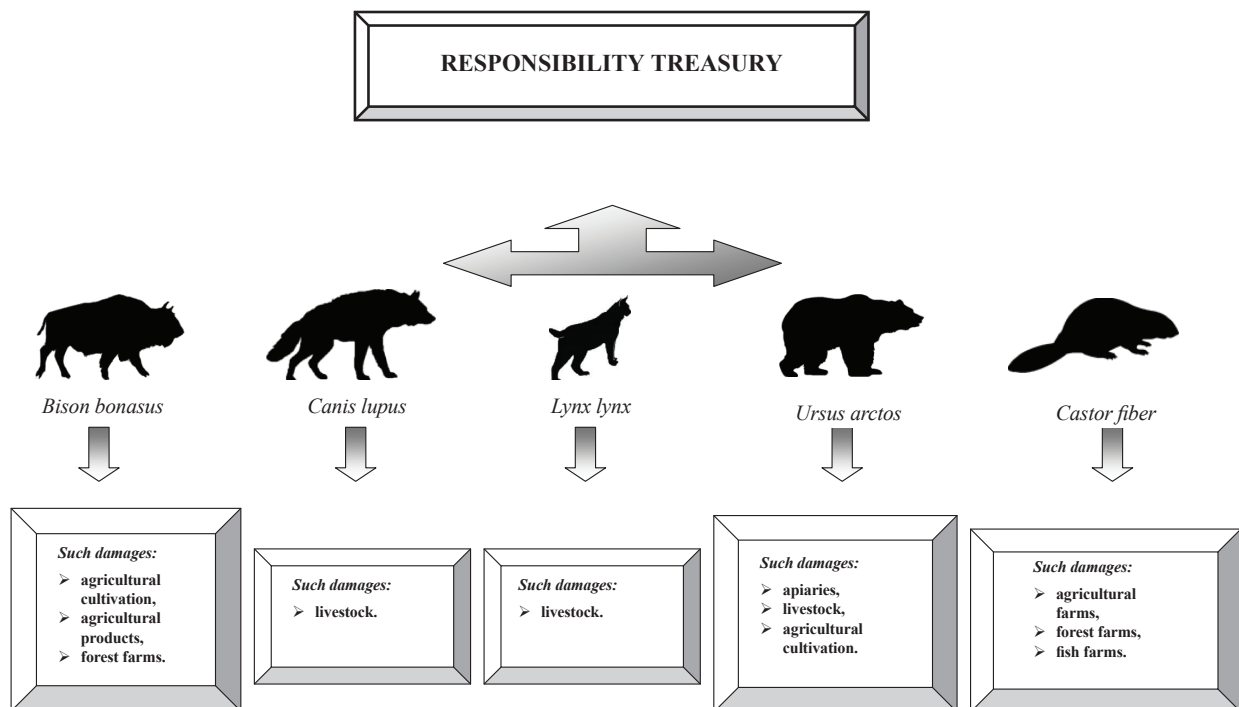 RESPONSIBILITY TREASURY
Bison bonasus
Canis lupus
Lynx lynx
Ursus arctos
Castor fiber
Such damages:
➢ agricultural
cultivation,
➢ agricultural
products,
➢ forest farms.
Such damages:
➢ livestock.
Such damages:
➢ livestock.
Such damages:
➢ apiaries,
➢ livestock,
➢ agricultural
cultivation.
Such damages:
➢ agricultural
farms,
➢ forest farms,
➢ fish farms.